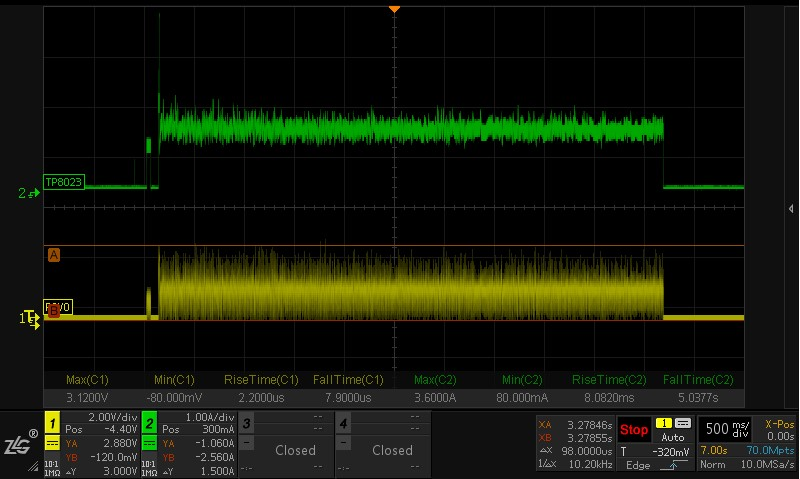 TP8023
2
A
B
1
T
Max(C1) Min(C1) RiseTime(C1) FallTime(C1) Max(C2) Min(C2) RiseTime(C2) FallTime(C2)
3.1200V -80.000mV 2.2000us 7.9000us 3.6000A 80.000mA 8.0820ms 5.0377s
1 2.00V/div
Pos -4.40V
YA 2.880V
YB -120.0mV
△Y 3.000V
10:1
1MΩ
2 1.00A/div
Pos 300mA
YA -1.060A
YB -2.560A
△Y 1.500A
10:1
1MΩ
3 --
-- --
Closed
-:- --
4 --
-- --
Closed
-:- --
XA 3.27846s
XB 3.27855s
△X 98.0000us
1/△X 10.20kHz
Stop 1
Auto
T -320mV
Edge
500 ms/div
X-Pos
0.00s
7.00s 70.0Mpts
Norm 10.0MSa/s
ZLG®